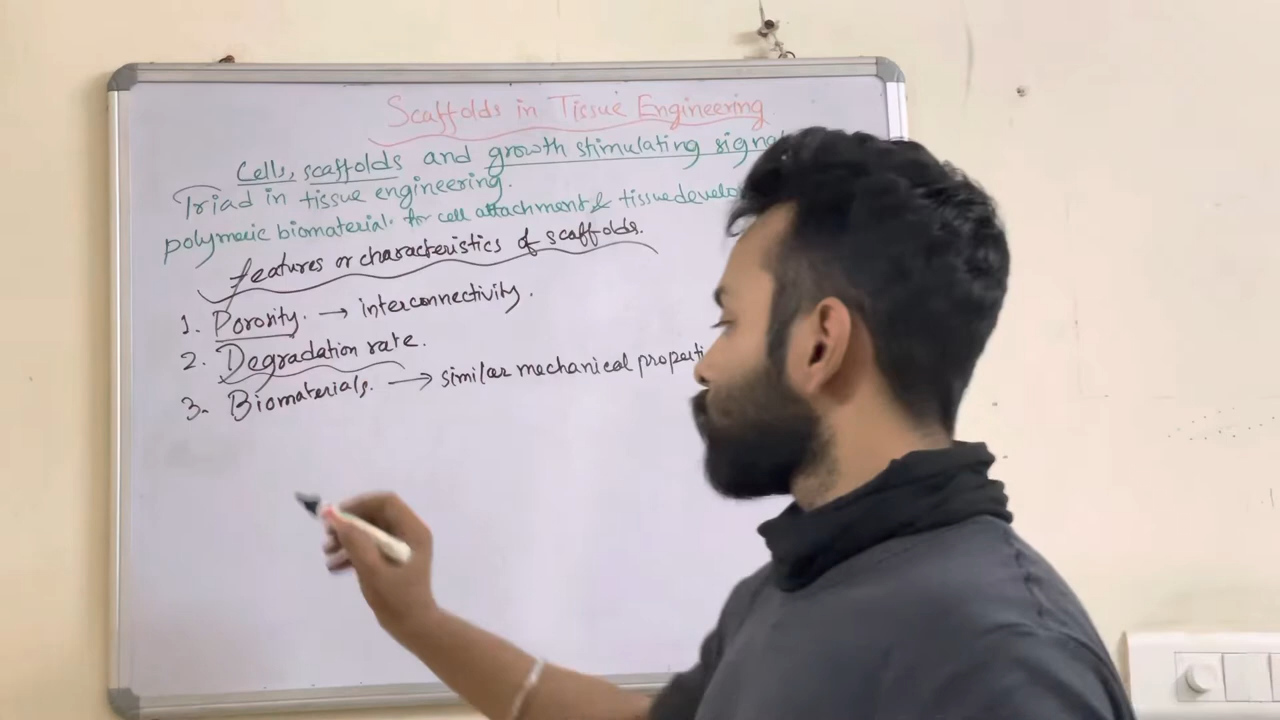 Scaffolds in Tissue Engineering
Cells, scaffolds and growth stimulating signa
Triad in tissue engineering.
polymeric biomaterial. for cell attachment & tissue develo
features or characteristics of scaffolds.
1. Porosity. → interconnectivity.
2. Degradation rate.
3. Biomaterials. → similar mechanical properti